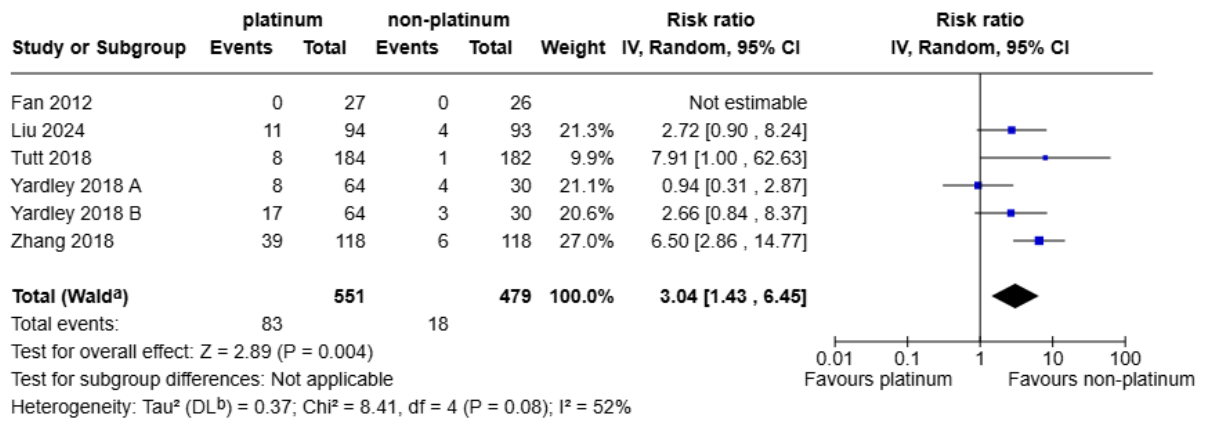 platinum non-platinum Risk ratio Risk ratio
Study or Subgroup Events Total Events Total Weight IV, Random, 95% CI IV, Random, 95% CI
Fan 2012 0 27 0 26 Not estimable
Liu 2024 11 94 4 93 21.3% 2.72 [0.90 , 8.24]
Tutt 2018 8 184 1 182 9.9% 7.91 [1.00 , 62.63]
Yardley 2018 A 8 64 4 30 21.1% 0.94 [0.31 , 2.87]
Yardley 2018 B 17 64 3 30 20.6% 2.66 [0.84 , 8.37]
Zhang 2018 39 118 6 118 27.0% 6.50 [2.86 , 14.77]
Total (Waldᵃ) 551 479 100.0% 3.04 [1.43 , 6.45]
Total events: 83 18
Test for overall effect: Z = 2.89 (P = 0.004)
0.01 0.1 1 10 100
Test for subgroup differences: Not applicable
Favours platinum Favours non-platinum
Heterogeneity: Tau² (DLᵇ) = 0.37; Chi² = 8.41, df = 4 (P = 0.08); I² = 52%